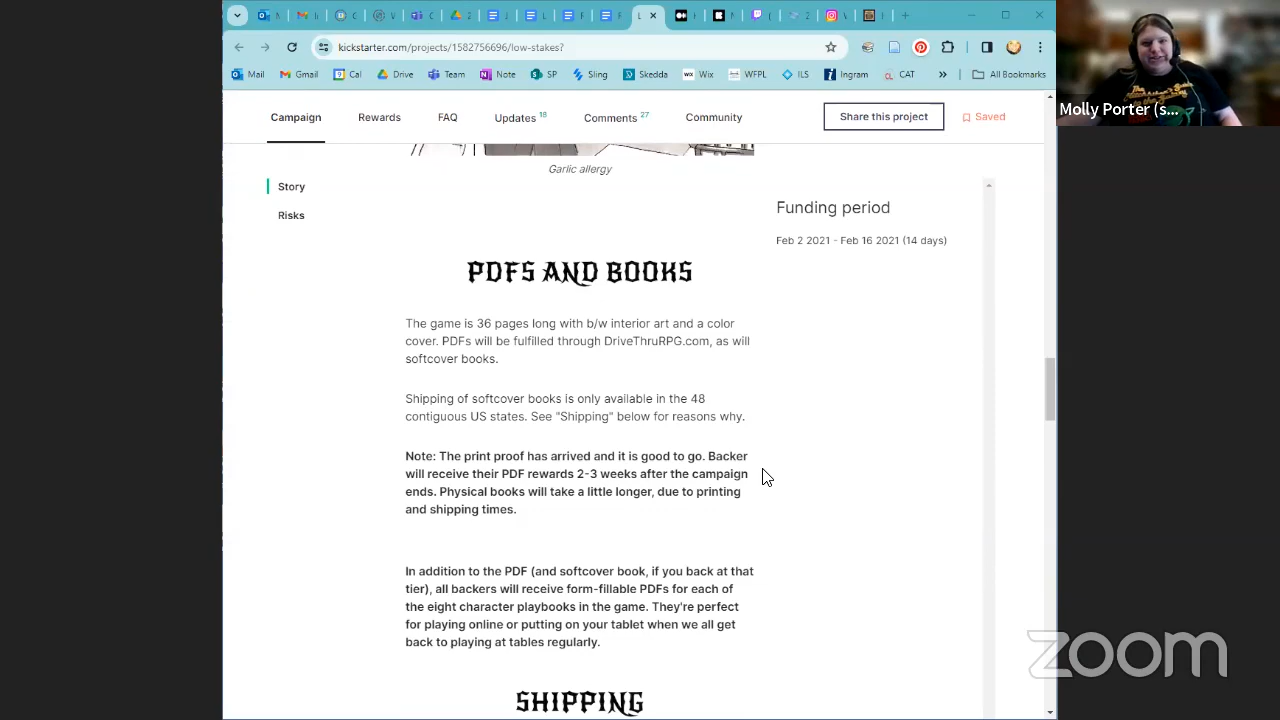 kickstarter.com/projects/1582756696/low-stakes?
Mail Gmail Cal Drive Team Note SP Sling Skedda Wix WFPL ILS Ingram CAT » All Bookmarks
Campaign Rewards FAQ Updates 18 Comments 27 Community Share this project Saved
Garlic allergy
Story
Risks
Funding period
Feb 2 2021 - Feb 16 2021 (14 days)
PDFS AND BOOKS
The game is 36 pages long with b/w interior art and a color
cover. PDFs will be fulfilled through DriveThruRPG.com, as will
softcover books.
Shipping of softcover books is only available in the 48
contiguous US states. See "Shipping" below for reasons why.
Note: The print proof has arrived and it is good to go. Backer
will receive their PDF rewards 2-3 weeks after the campaign
ends. Physical books will take a little longer, due to printing
and shipping times.
In addition to the PDF (and softcover book, if you back at that
tier), all backers will receive form-fillable PDFs for each of
the eight character playbooks in the game. They're perfect
for playing online or putting on your tablet when we all get
back to playing at tables regularly.
SHIPPING
Molly Porter (s...
zoom